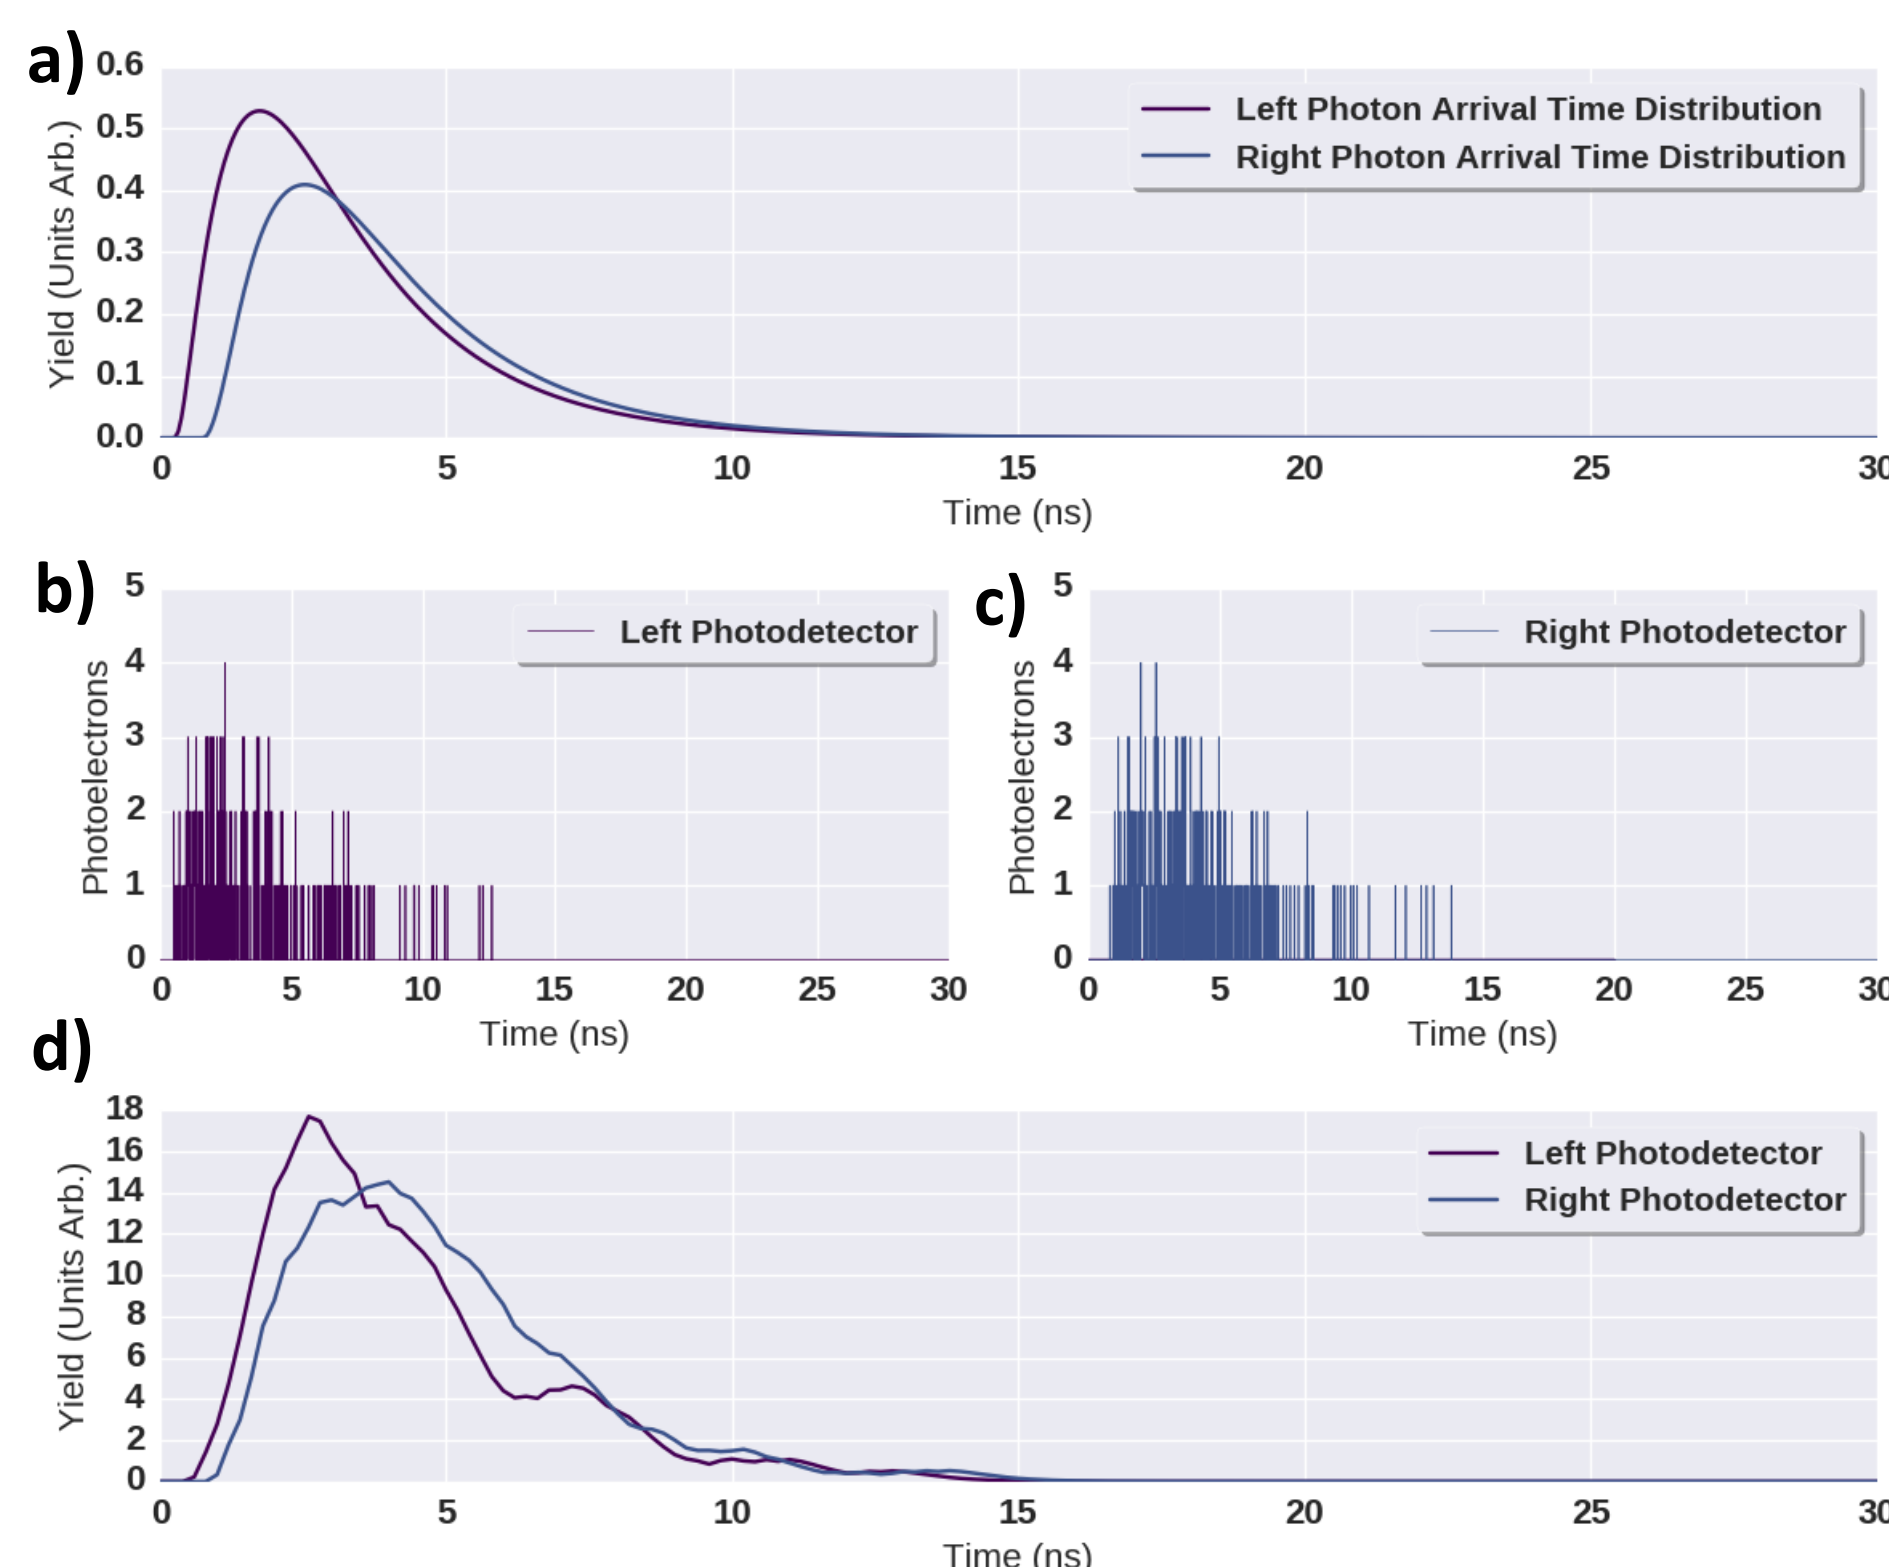 a)
0.6
0.5
0.4
0.3
0.2
0.1
0.0
Yield (Units Arb.)
Left Photon Arrival Time Distribution
Right Photon Arrival Time Distribution
0 5 10 15 20 25 30
Time (ns)
b)
5
4
3
2
1
0
Photoelectrons
Left Photodetector
0 5 10 15 20 25 30
Time (ns)
c)
5
4
3
2
1
0
Photoelectrons
Right Photodetector
0 5 10 15 20 25 30
Time (ns)
d)
18
16
14
12
10
8
6
4
2
0
Yield (Units Arb.)
Left Photodetector
Right Photodetector
0 5 10 15 20 25 30
Time (ns)